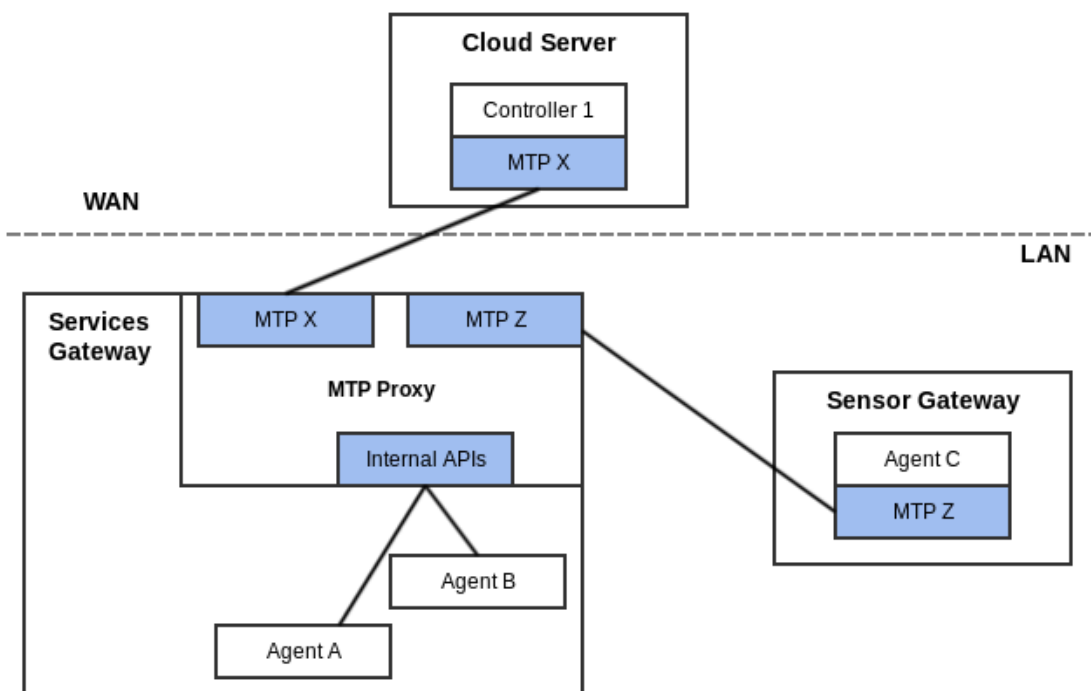 Cloud Server
Controller 1
MTP X
WAN
LAN
Services
Gateway
MTP X
MTP Z
MTP Proxy
Internal APIs
Agent B
Agent A
Sensor Gateway
Agent C
MTP Z